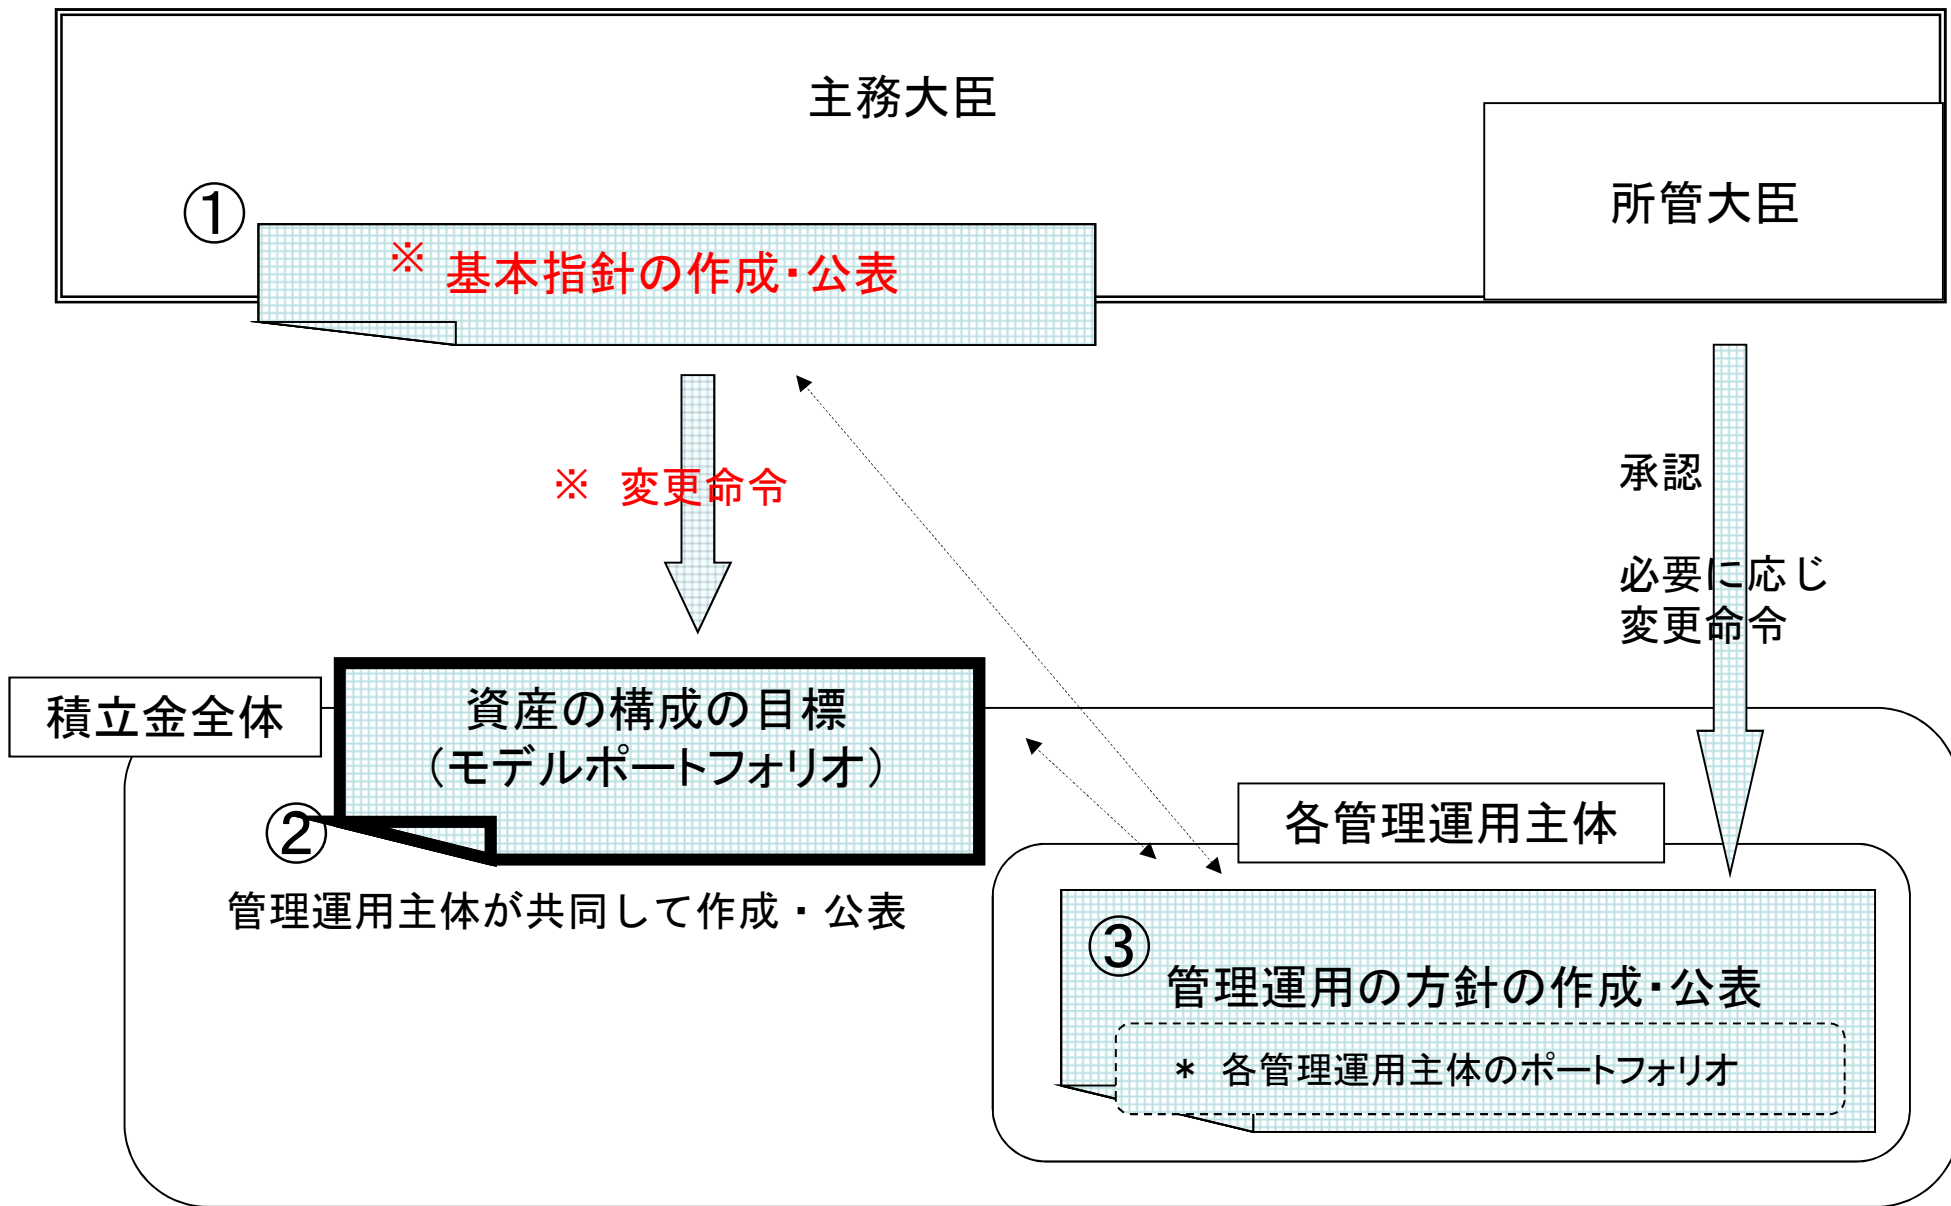 主務大臣
所管大臣
①
※ 基本指針の作成・公表
※ 変更命令
承認
必要に応じ
変更命令
積立金全体
資産の構成の目標
（モデルポートフォリオ）
②
管理運用主体が共同して作成・公表
各管理運用主体
③
管理運用の方針の作成・公表
* 各管理運用主体のポートフォリオ